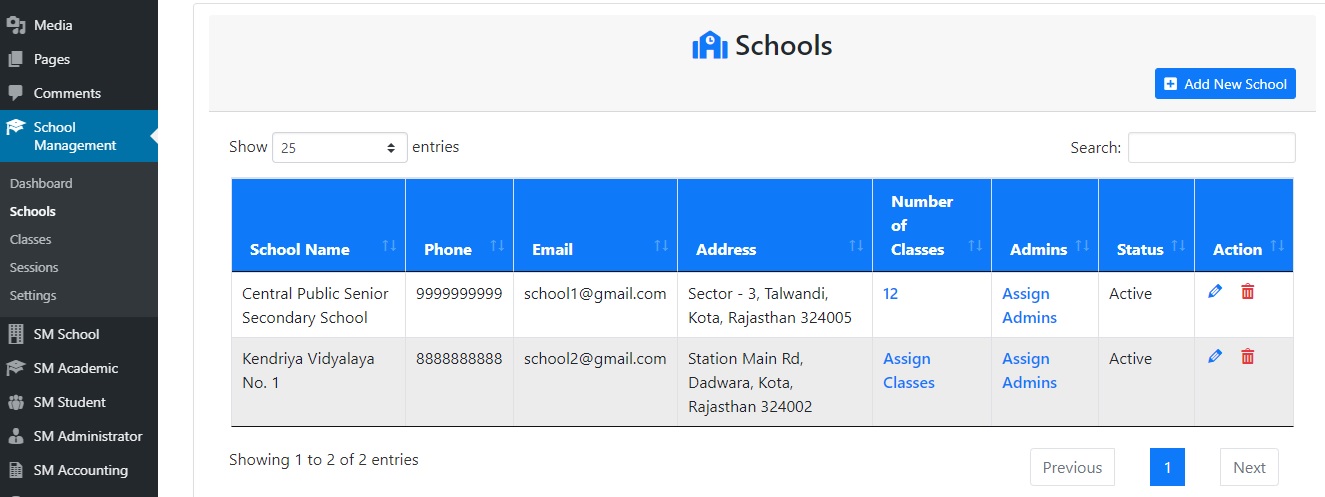 Media
Pages
Comments
School
Management
Dashboard
Schools
Classes
Sessions
Settings
SM School
SM Academic
SM Student
SM Administrator
SM Accounting
Schools
Add New School
Show 25 entries
Search:
School Name Phone Email Address Number of Classes Admins Status Action
Central Public Senior 9999999999 school1@gmail.com Sector - 3, Talwandi, 12 Assign Active
Secondary School Kota, Rajasthan 324005 Admins
Kendriya Vidyalaya 8888888888 school2@gmail.com Station Main Rd, Assign Assign Active
No. 1 Dadwara, Kota, Classes Admins
Rajasthan 324002
Showing 1 to 2 of 2 entries
Previous 1 Next